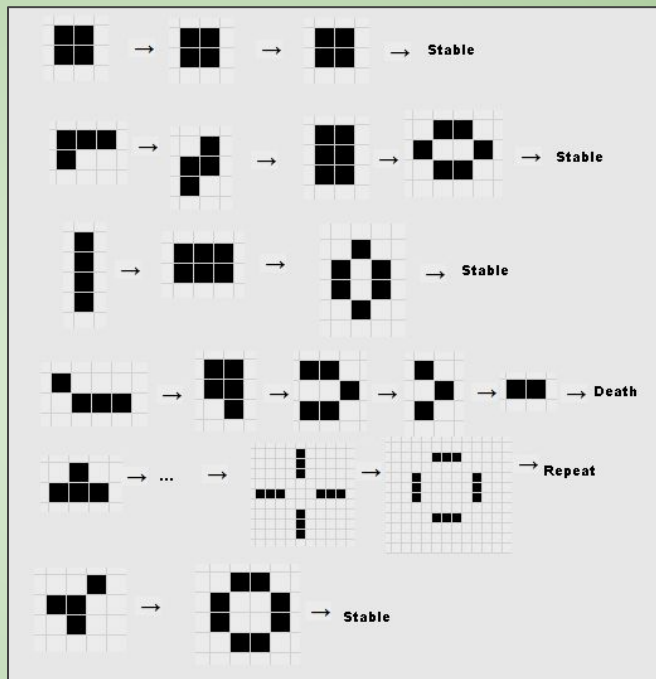 → → → Stable
→ → → → Stable
→ → → Stable
→ → → → → Death
→ ... → → → Repeat
→ → Stable